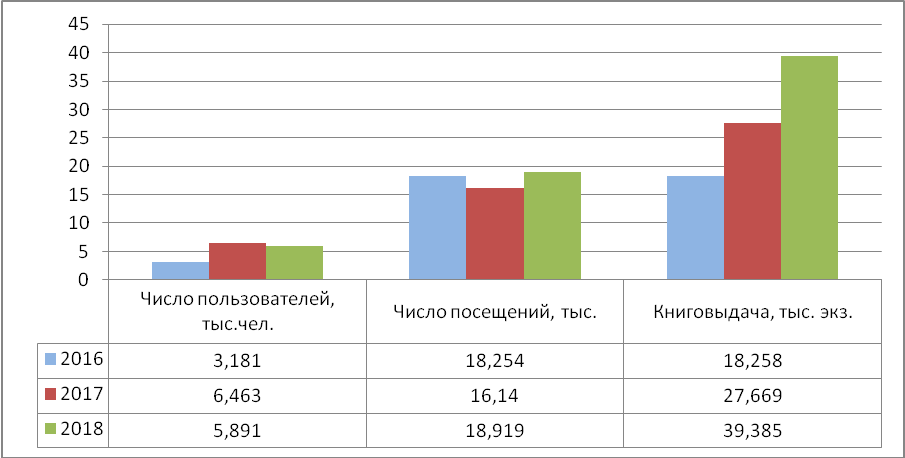 45
40
35
30
25
20
15
10
5
0
Число пользователей,
тыс.чел.
Число посещений, тыс.
Книговыдача, тыс. экз.
2016 3,181 18,254 18,258
2017 6,463 16,14 27,669
2018 5,891 18,919 39,385